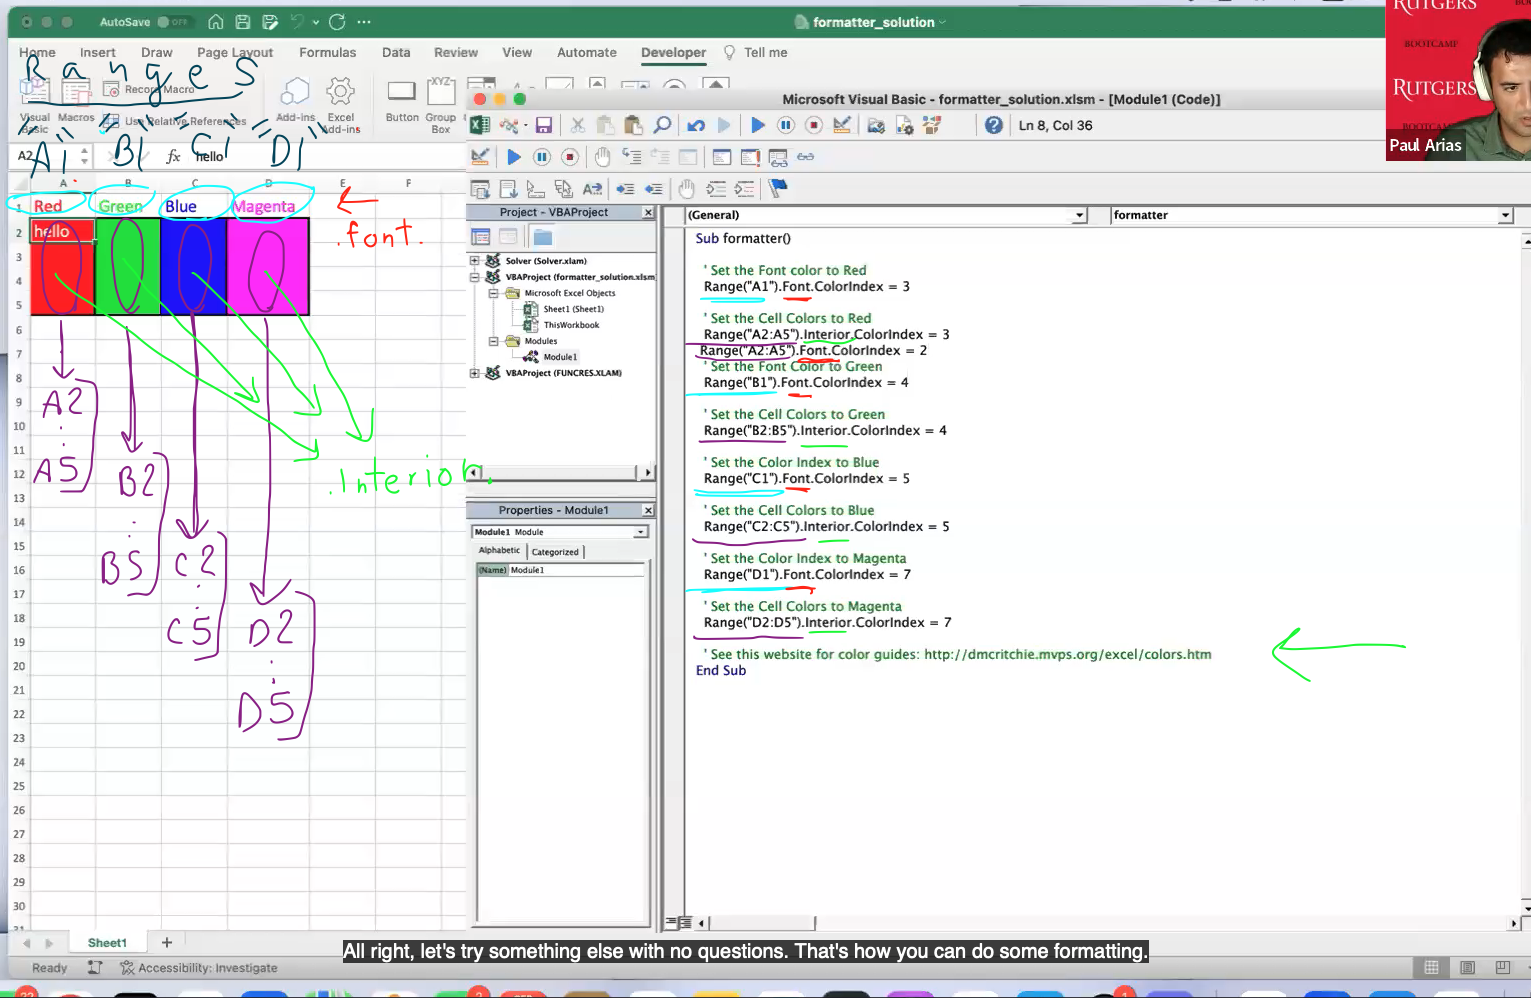 AutoSave OFF
formatter_solution
RUTGERS
BOOTCAMP
RUTGERS
Paul Arias
Home Insert Draw Page Layout Formulas Data Review View Automate Developer Tell me
Ranges
Visual Basic
Macros
Record Macro
Use Relative References
Add-ins
Excel Add-ins
Button
Group Box
XYZ
"A1" "B1" "C1" "D1"
A2
fx hello
A B C D E F
1 Red Green Blue Magenta
2 hello
.font.
3
4
5
6
7
8
9
10
11
12
13
14
15
16
17
18
19
20
21
22
23
24
25
26
27
28
29
30
A2
A5
B2
B5
C2
C5
D2
D5
.Interior.
Sheet1
Ready
Accessibility: Investigate
Microsoft Visual Basic - formatter_solution.xlsm - [Module1 (Code)]
Ln 8, Col 36
Project - VBAProject
Solver (Solver.xlam)
VBAProject (formatter_solution.xlsm
Microsoft Excel Objects
Sheet1 (Sheet1)
ThisWorkbook
Modules
Module1
VBAProject (FUNCRES.XLAM)
Properties - Module1
Module1 Module
Alphabetic Categorized
(Name) Module1
(General) formatter
Sub formatter()
' Set the Font color to Red
Range("A1").Font.ColorIndex = 3
' Set the Cell Colors to Red
Range("A2:A5").Interior.ColorIndex = 3
Range("A2:A5").Font.ColorIndex = 2
' Set the Font Color to Green
Range("B1").Font.ColorIndex = 4
' Set the Cell Colors to Green
Range("B2:B5").Interior.ColorIndex = 4
' Set the Color Index to Blue
Range("C1").Font.ColorIndex = 5
' Set the Cell Colors to Blue
Range("C2:C5").Interior.ColorIndex = 5
' Set the Color Index to Magenta
Range("D1").Font.ColorIndex = 7
' Set the Cell Colors to Magenta
Range("D2:D5").Interior.ColorIndex = 7
' See this website for color guides: http://dmcritchie.mvps.org/excel/colors.htm
End Sub
All right, let's try something else with no questions. That's how you can do some formatting.